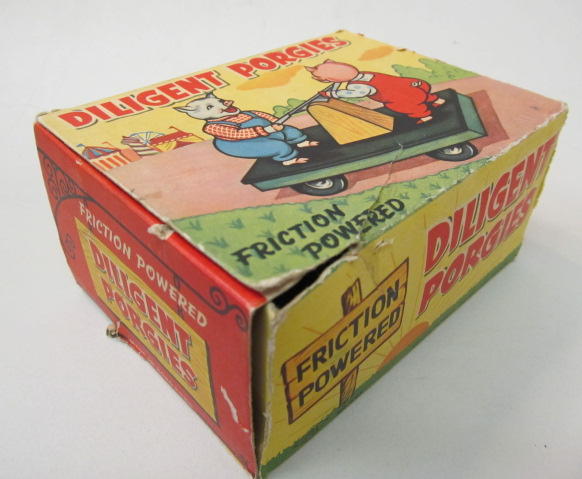 DILIGENT PORGIES
FRICTION
POWERED
FRICTION POWERED
DILIGENT
PORGIES
FRICTION
POWERED
DILIGENT
PORGIES